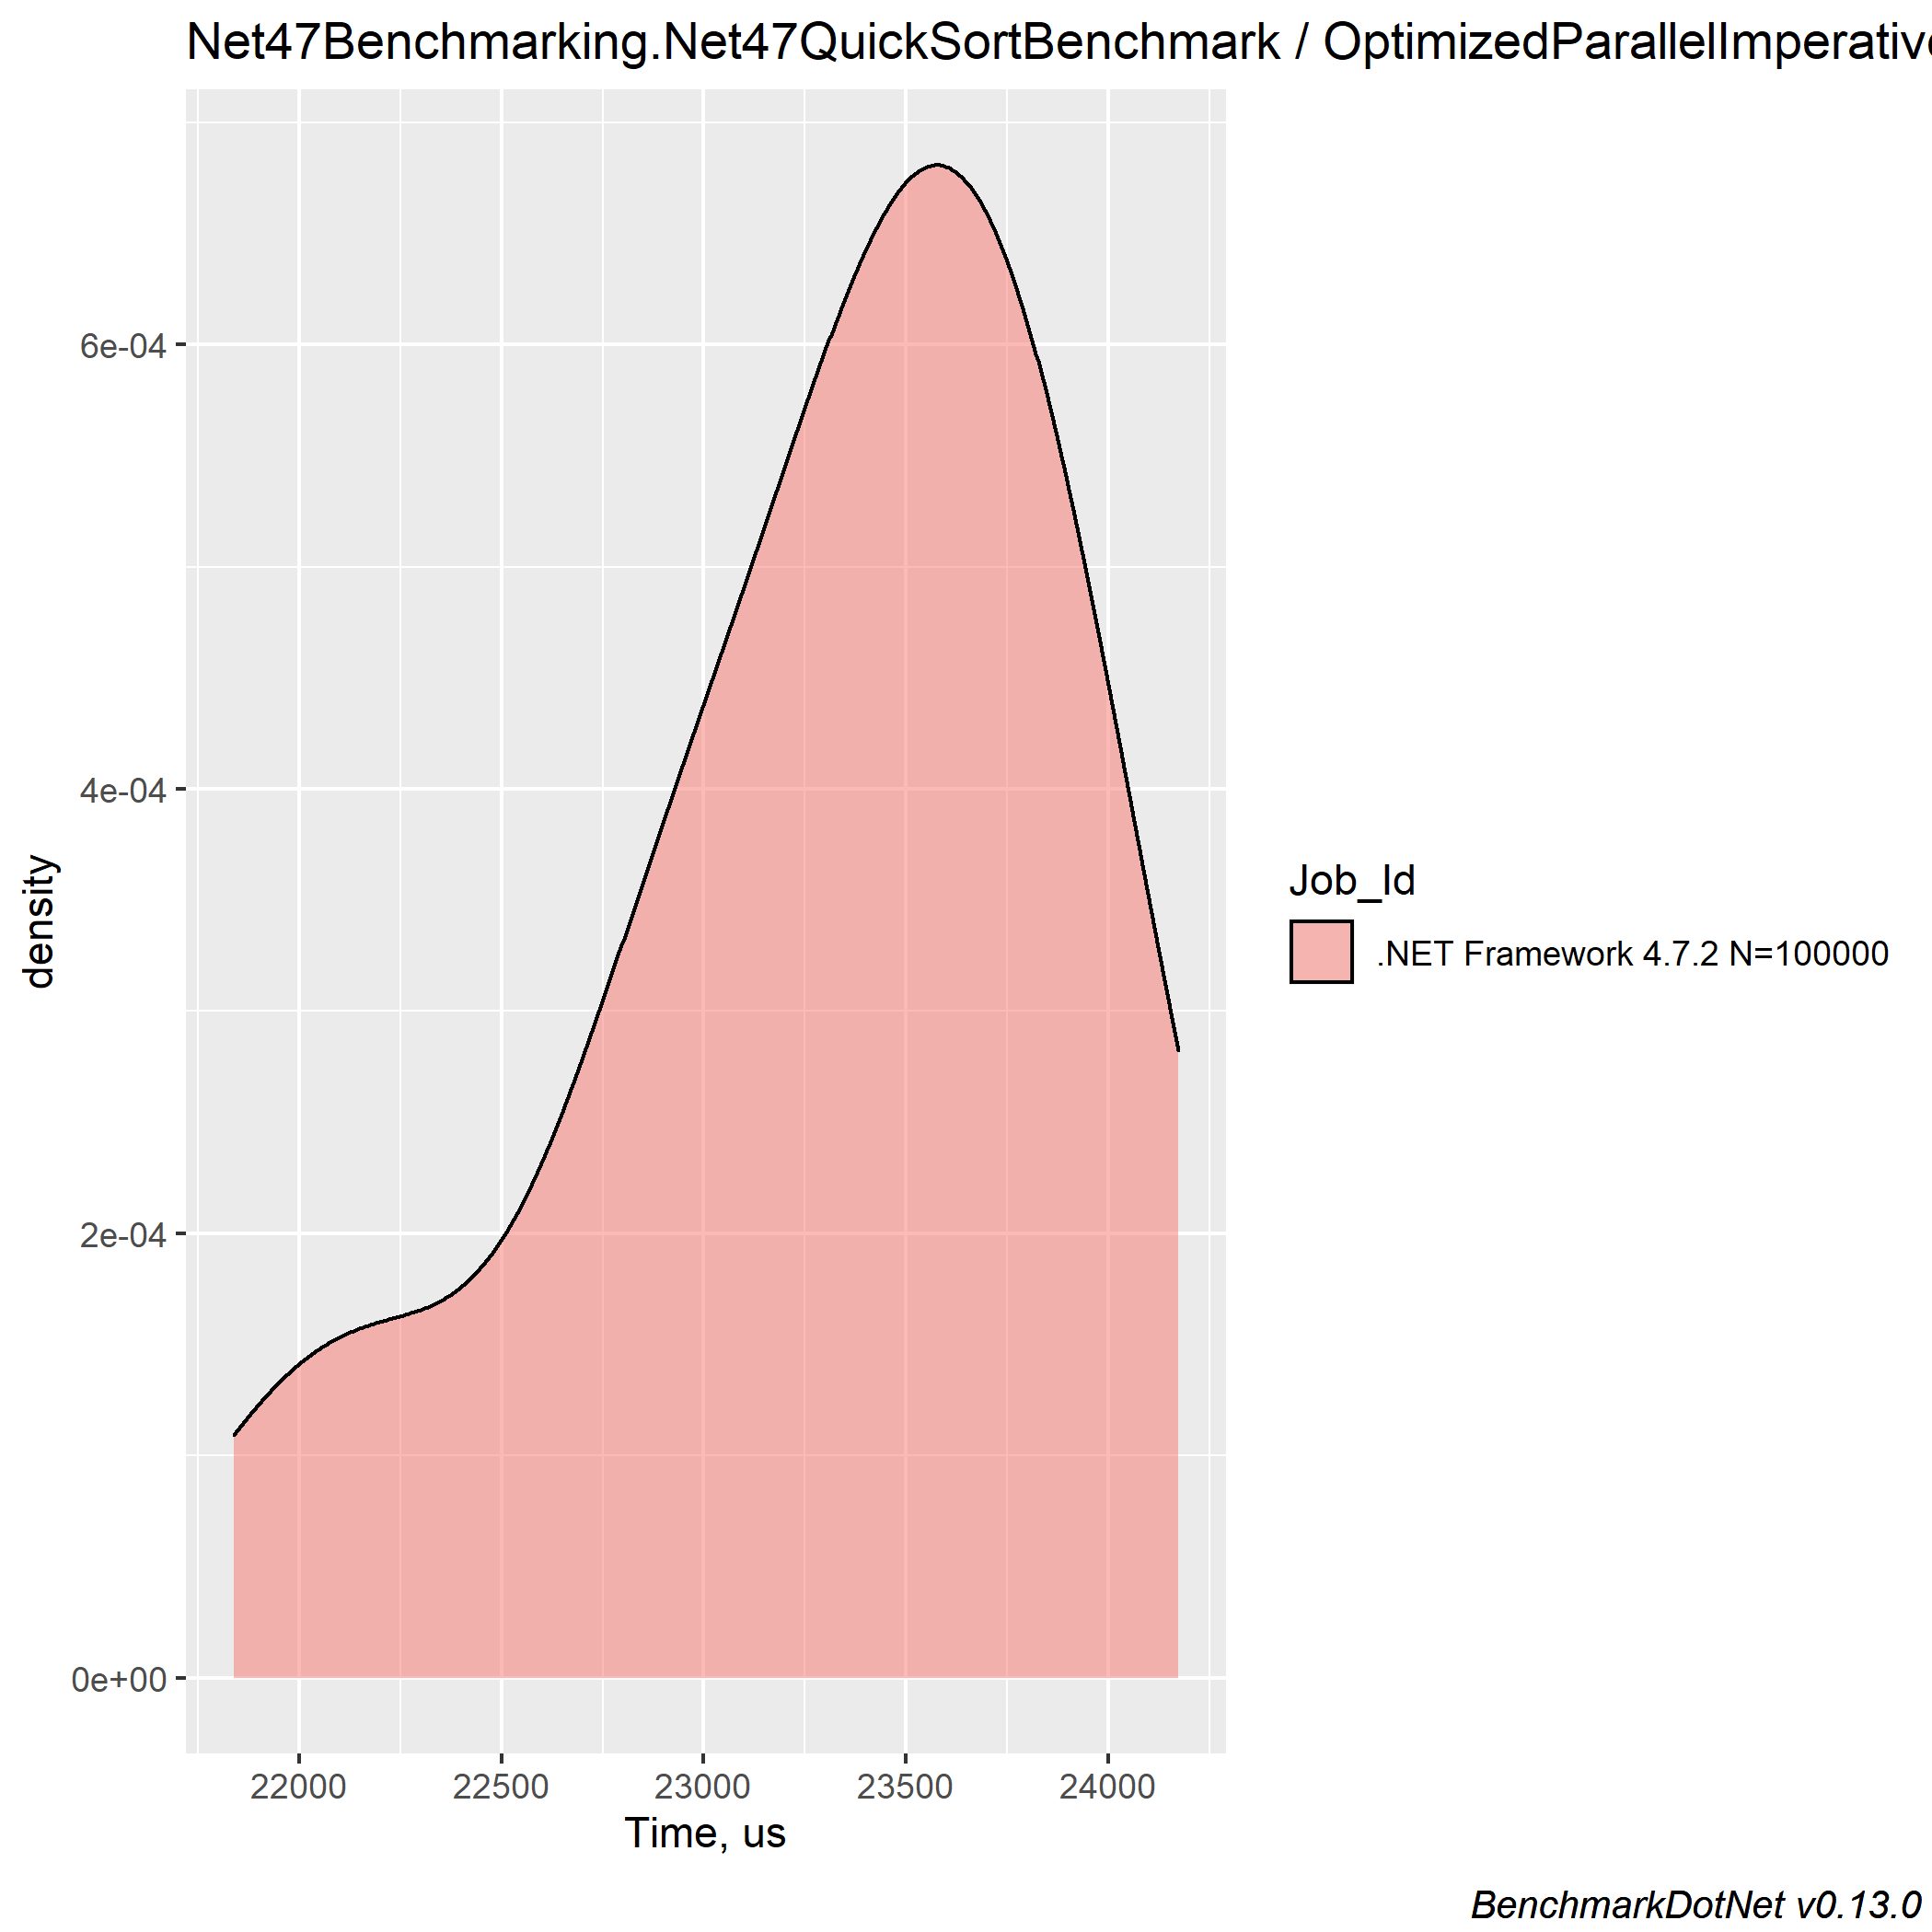 Net47Benchmarking.Net47QuickSortBenchmark / OptimizedParallelImperative
6e-04
4e-04
2e-04
0e+00
density
22000 22500 23000 23500 24000
Time, us
Job_Id
.NET Framework 4.7.2 N=100000
BenchmarkDotNet v0.13.0